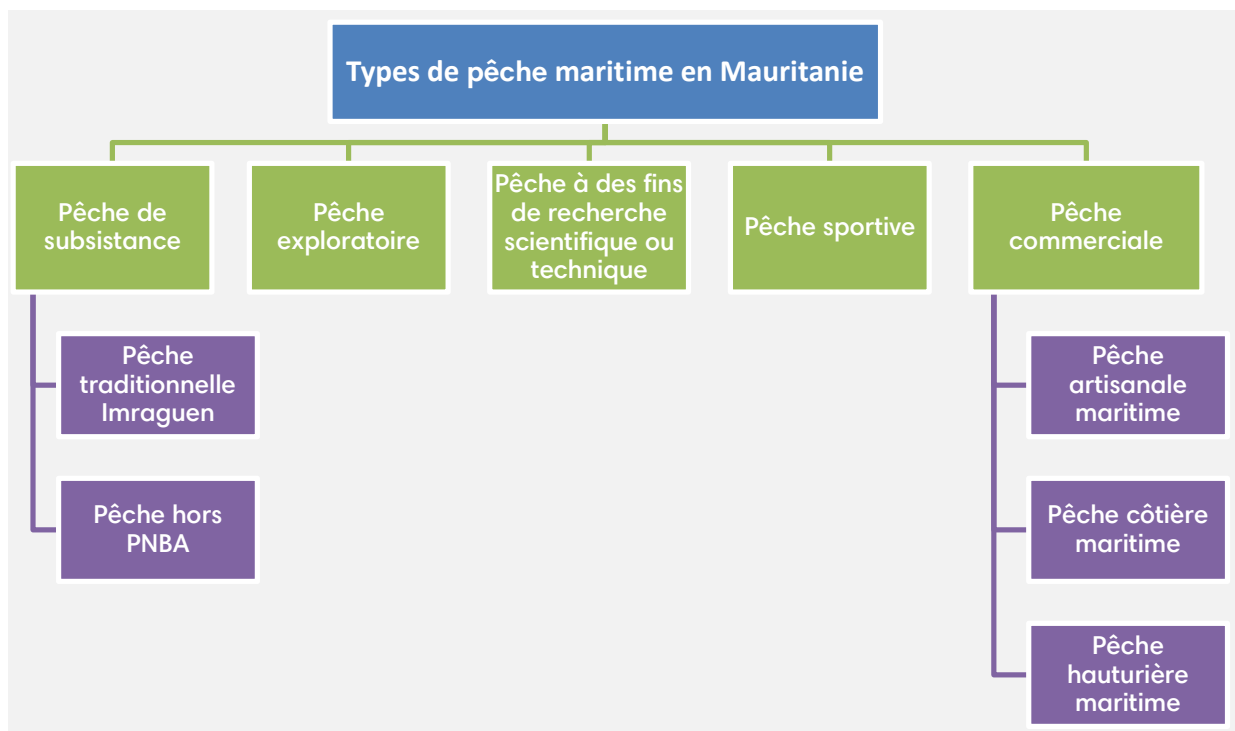 Types de pêche maritime en Mauritanie
Pêche de
subsistance
Pêche
exploratoire
Pêche à des fins
de recherche
scientifique ou
technique
Pêche sportive
Pêche
commerciale
Pêche
traditionnelle
Imraguen
Pêche hors
PNBA
Pêche
artisanale
maritime
Pêche côtière
maritime
Pêche
hauturière
maritime